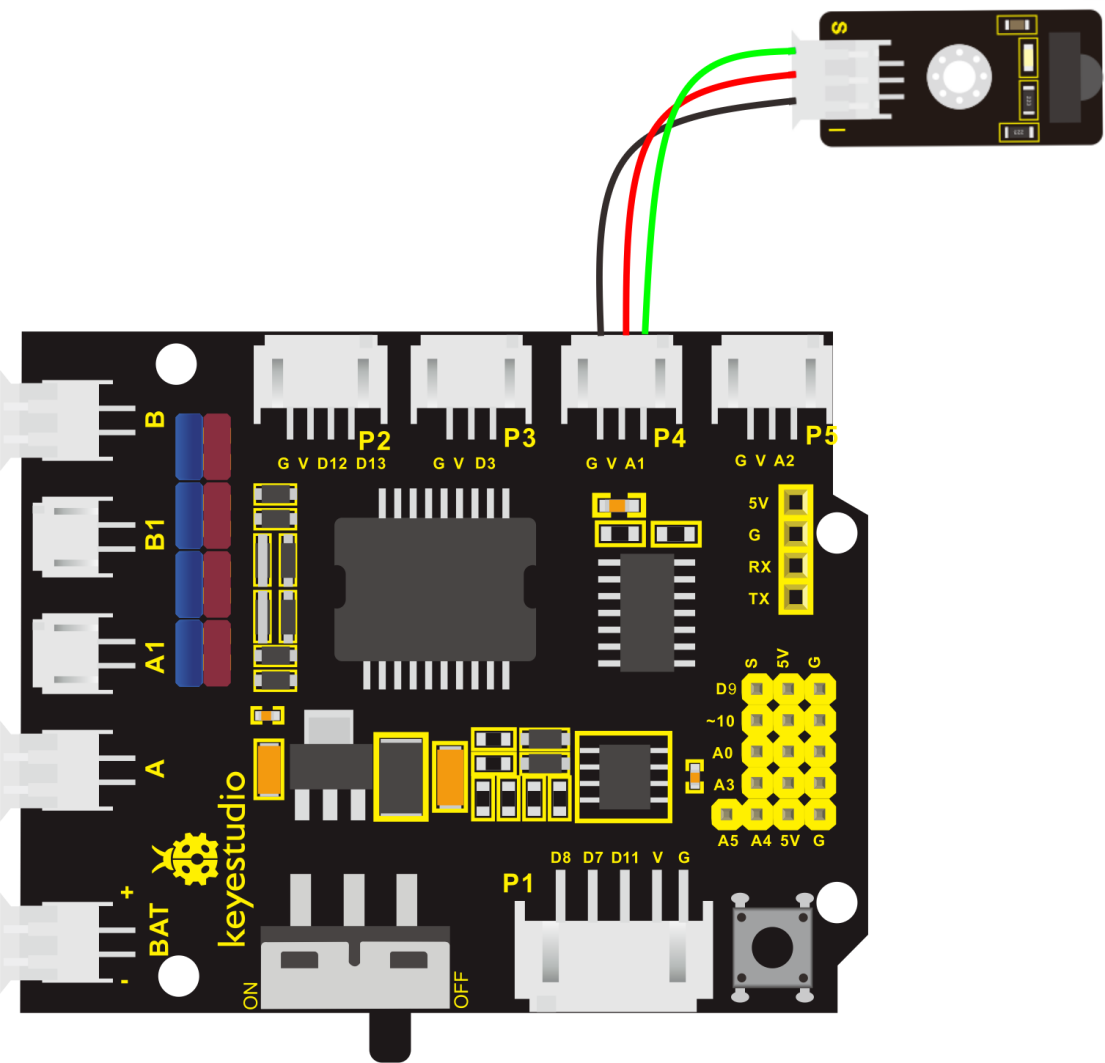 S
I
P2
P3
P4
P5
G V D12 D13
G V D3
G V A1
G V A2
B
B1
A1
A
5V
G
RX
TX
S 5V G
D9
~10
A0
A3
A5 A4 5V G
keyestudio
D8 D7 D11 V G
P1
+
BAT
-
ON
OFF